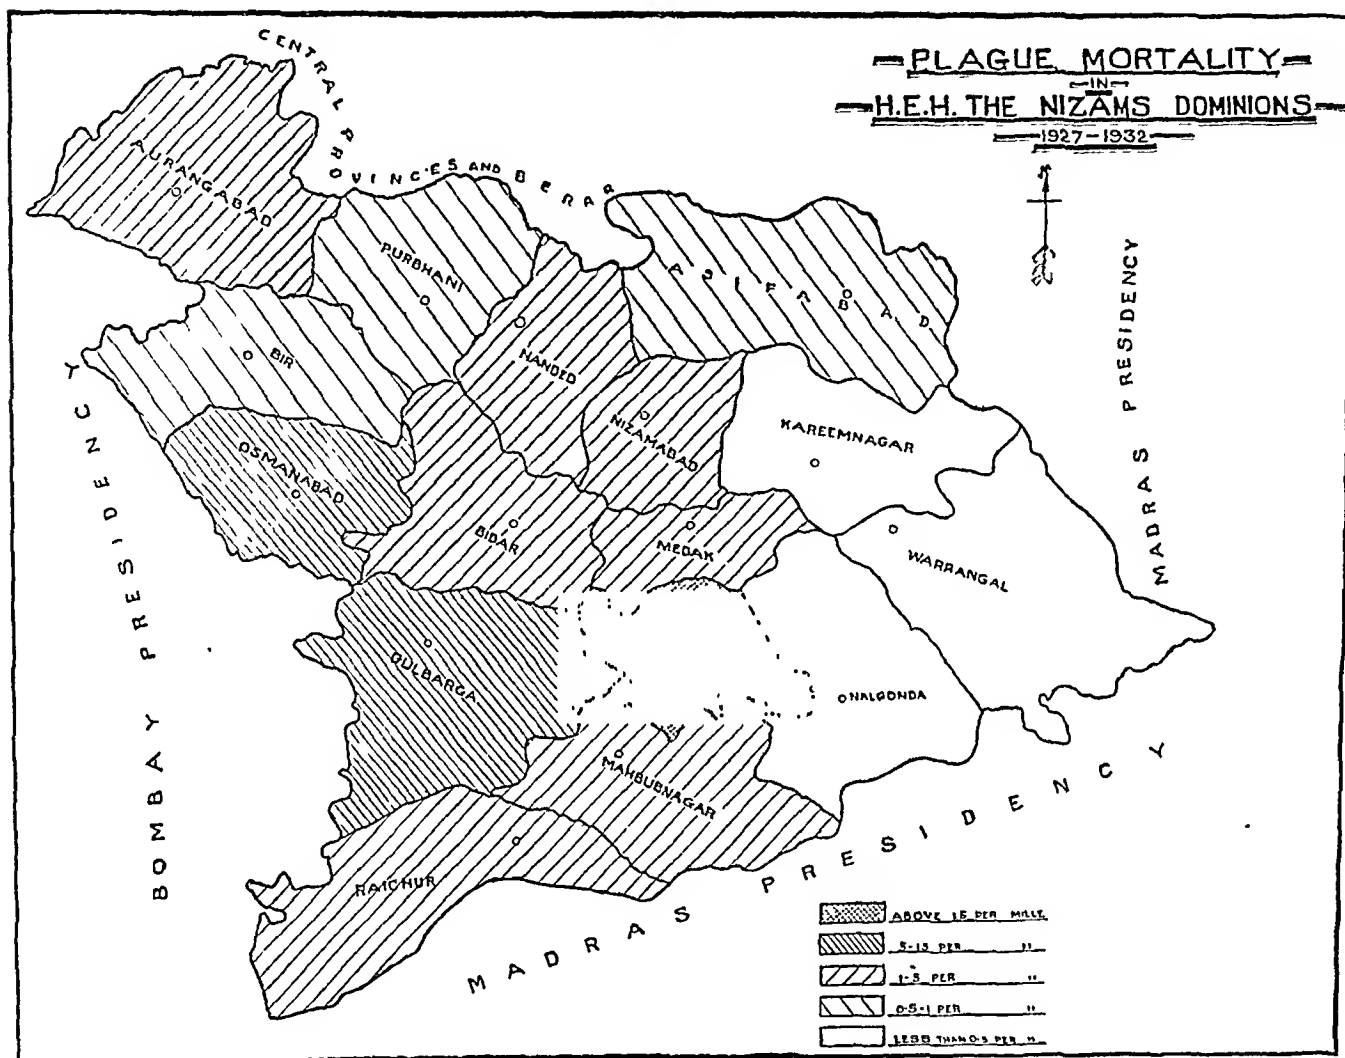 PLAGUE MORTALITY
IN
H.E.H. THE NIZAMS DOMINIONS
1927-1932
CENTRAL PROVINCES AND BERAR
BOMBAY PRESIDENCY
MADRAS PRESIDENCY
MADRAS PRESIDENCY
AURANGABAD
PURBHANI
ASIFABAD
BIR
NANDED
NIZAMABAD
KAREEMNAGAR
OSMANABAD
BIDAR
MEDAK
WARRANGAL
GULBARGA
NALGONDA
MAHBUBNAGAR
RAICHUR
ABOVE 15 PER MILLE
5-15 PER "
1-5 PER "
0.5-1 PER "
LESS THAN 0.5 PER "